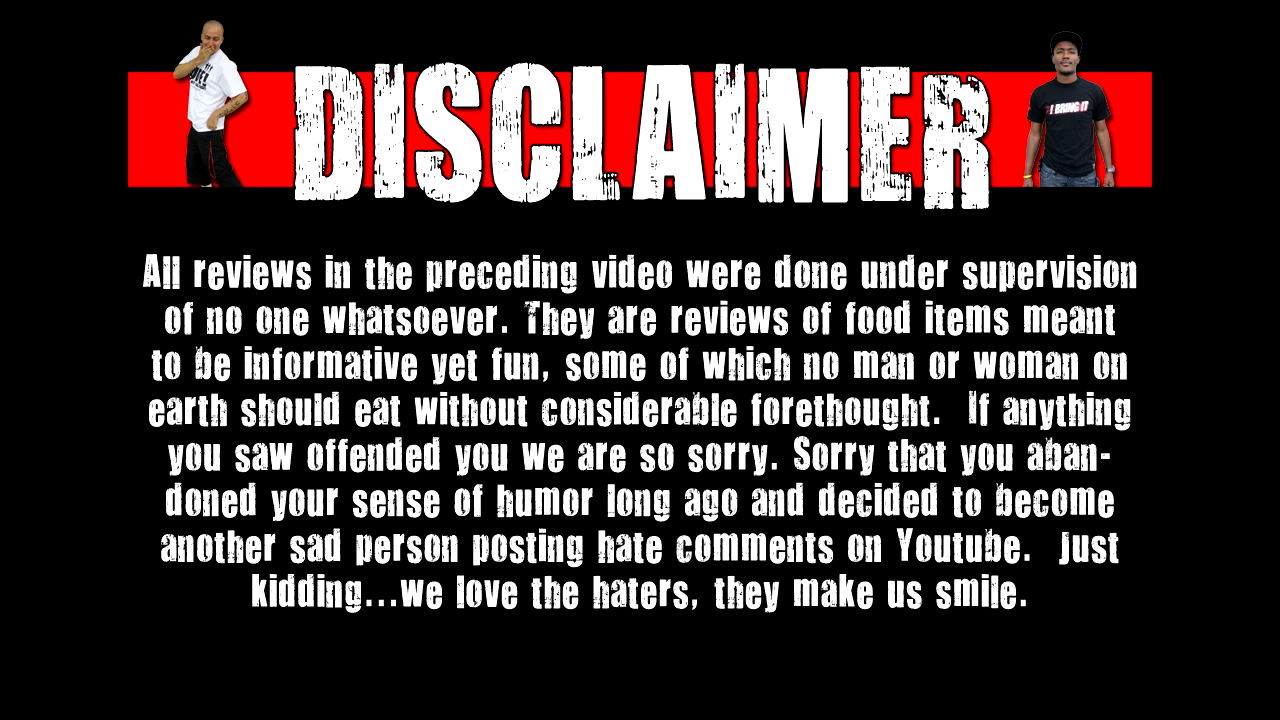 DISCLAIMER
I BRING IT
All reviews in the preceding video were done under supervision
of no one whatsoever. They are reviews of food items meant
to be informative yet fun, some of which no man or woman on
earth should eat without considerable forethought. If anything
you saw offended you we are so sorry. Sorry that you aban-
doned your sense of humor long ago and decided to become
another sad person posting hate comments on Youtube. Just
kidding...we love the haters, they make us smile.